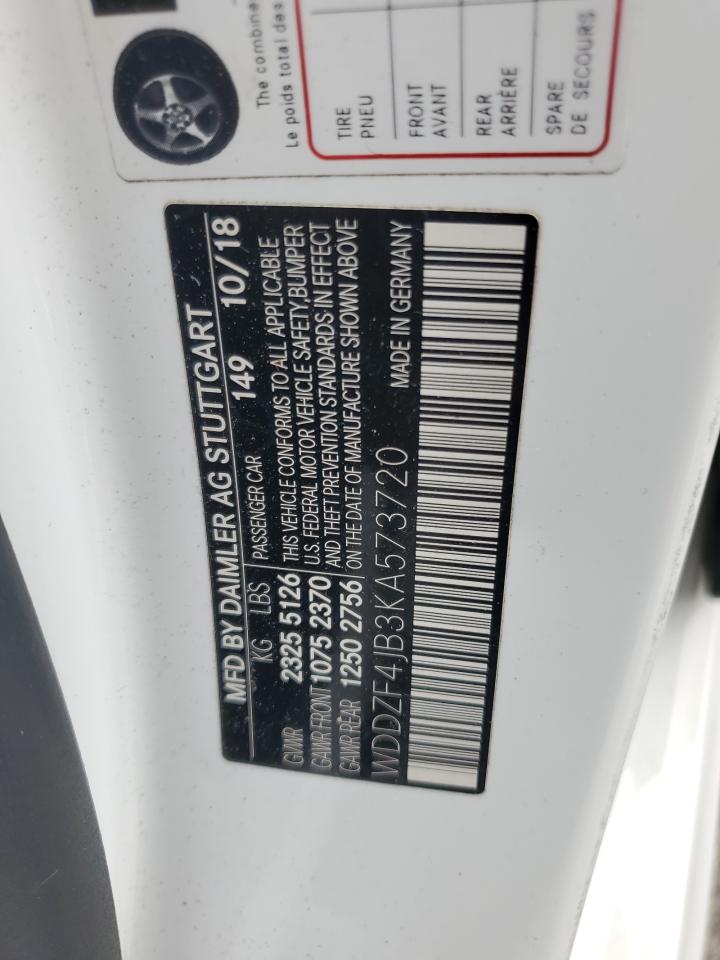 The combine
Le poids total des
TIRE
PNEU
FRONT
AVANT
REAR
ARRIÈRE
SPARE
DE SECOURS
MFD BY DAIMLER AG STUTTGART
KG LBS PASSENGER CAR 149 10/18
GVWR 2325 5126 THIS VEHICLE CONFORMS TO ALL APPLICABLE
GAWR FRONT 1075 2370 U.S. FEDERAL MOTOR VEHICLE SAFETY, BUMPER
GAWR REAR 1250 2756 AND THEFT PREVENTION STANDARDS IN EFFECT
ON THE DATE OF MANUFACTURE SHOWN ABOVE
WDDZF4JB3KA573720 MADE IN GERMANY